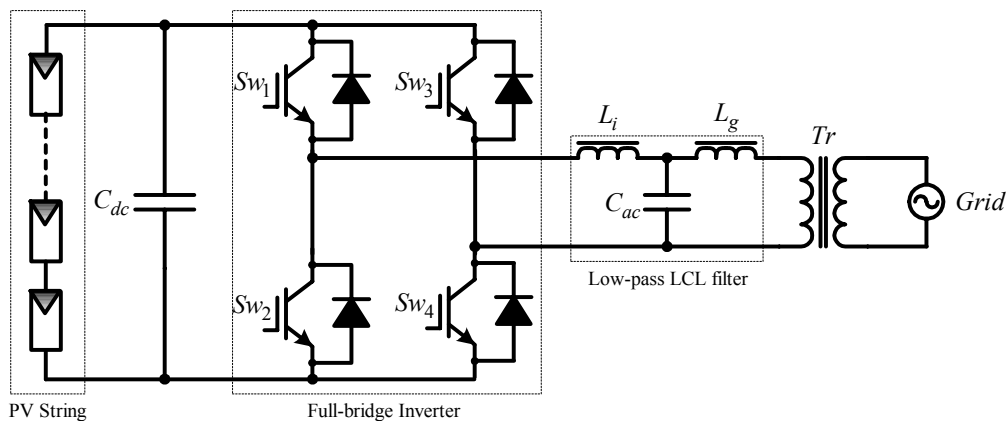 Sw1
Sw3
Li
Lg
Tr
Cdc
Cac
Grid
Low-pass LCL filter
Sw2
Sw4
PV String
Full-bridge Inverter